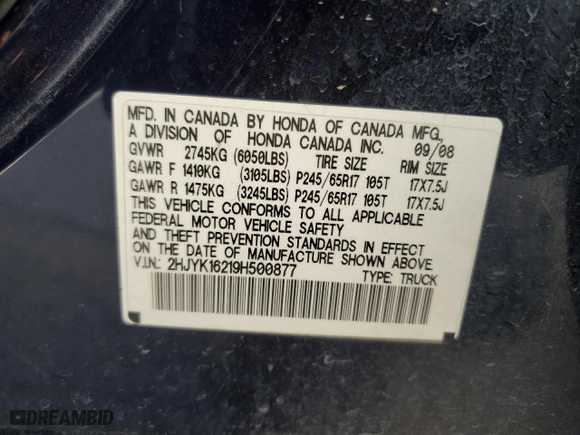 MFD. IN CANADA BY HONDA OF CANADA MFG.,
A DIVISION OF HONDA CANADA INC. 09/08
GVWR 2745KG (6050LBS) TIRE SIZE RIM SIZE
GAWR F 1410KG (3105LBS) P245/65R17 105T 17X7.5J
GAWR R 1475KG (3245LBS) P245/65R17 105T 17X7.5J
THIS VEHICLE CONFORMS TO ALL APPLICABLE
FEDERAL MOTOR VEHICLE SAFETY
AND THEFT PREVENTION STANDARDS IN EFFECT
ON THE DATE OF MANUFACTURE SHOWN ABOVE.
V.I.N.: 2HJYK16219H500877 TYPE: TRUCK
DREAMBID